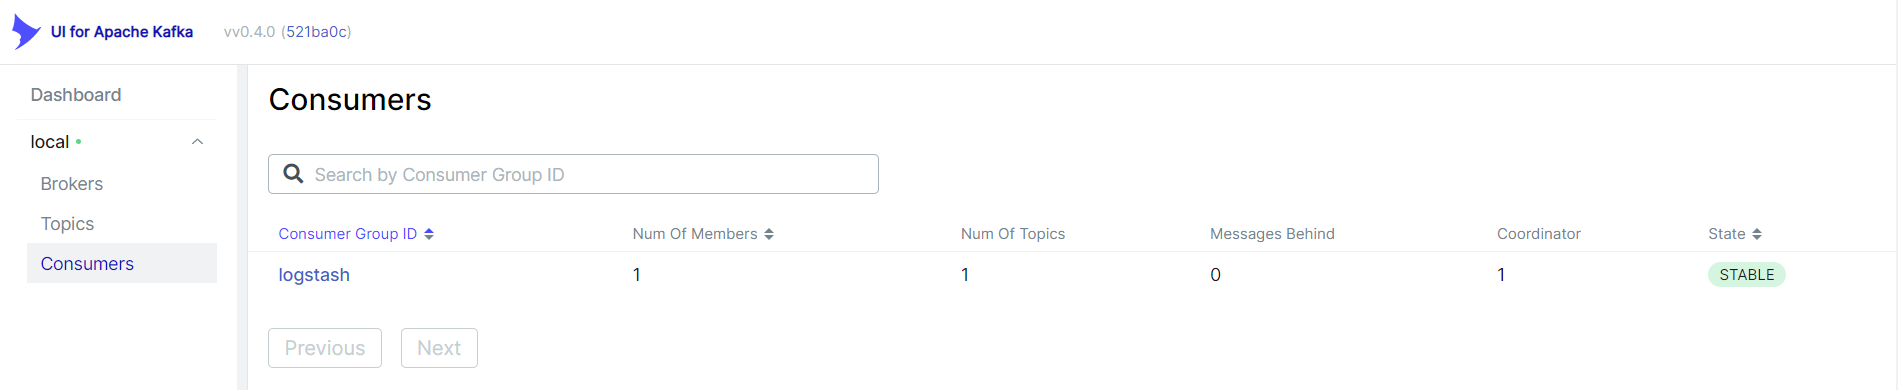 UI for Apache Kafka vv0.4.0 (521ba0c)
Dashboard
local
Brokers
Topics
Consumers
Consumers
Search by Consumer Group ID
Consumer Group ID Num Of Members Num Of Topics Messages Behind Coordinator State
logstash 1 1 0 1 STABLE
Previous Next